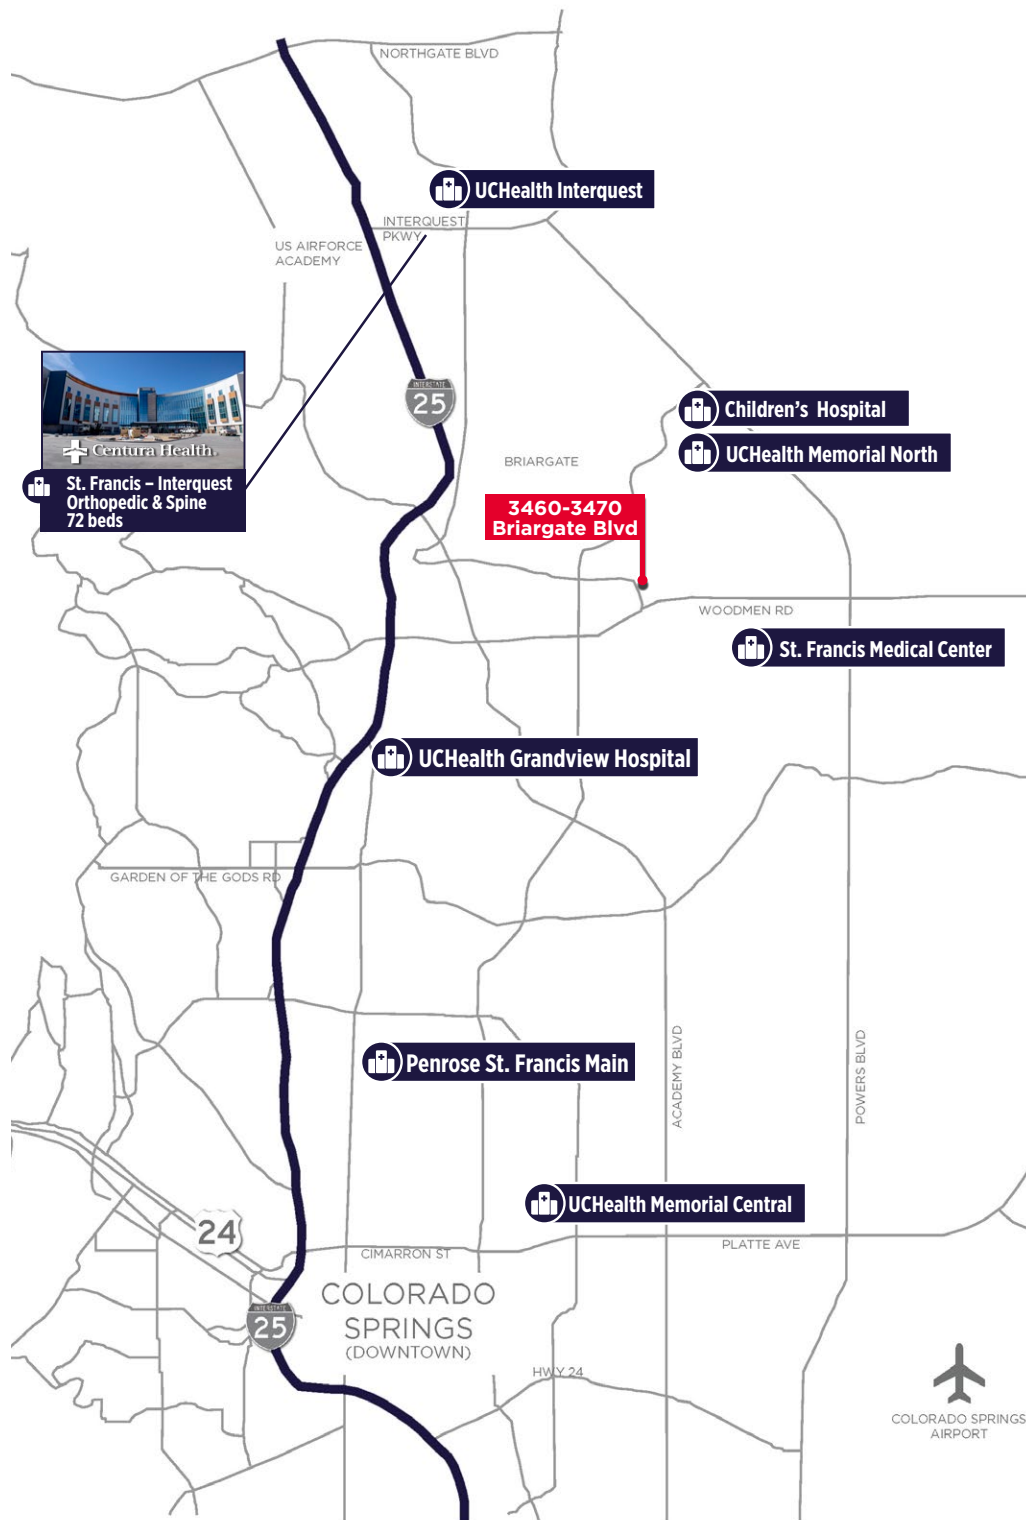 NORTHGATE BLVD
UCHealth Interquest
INTERQUEST
PKWY
US AIRFORCE
ACADEMY
INTERSTATE
25
Centura Health.
St. Francis – Interquest
Orthopedic & Spine
72 beds
Children's Hospital
UCHealth Memorial North
BRIARGATE
3460-3470
Briargate Blvd
WOODMEN RD
St. Francis Medical Center
UCHealth Grandview Hospital
GARDEN OF THE GODS RD
ACADEMY BLVD
POWERS BLVD
Penrose St. Francis Main
UCHealth Memorial Central
24
CIMARRON ST
PLATTE AVE
COLORADO
SPRINGS
(DOWNTOWN)
INTERSTATE
25
HWY 24
COLORADO SPRINGS
AIRPORT